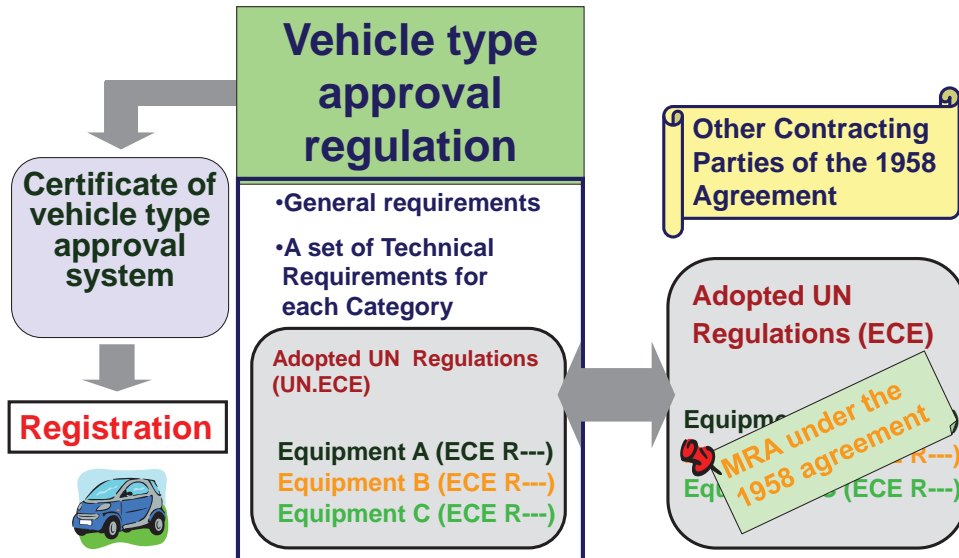 Vehicle type
approval
regulation
Certificate of
vehicle type
approval
system
Registration
•General requirements
•A set of Technical
Requirements for
each Category
Adopted UN Regulations
(UN.ECE)
Equipment A (ECE R---)
Equipment B (ECE R---)
Equipment C (ECE R---)
Other Contracting
Parties of the 1958
Agreement
Adopted UN
Regulations (ECE)
MRA under the
1958 agreement
(ECE R---)